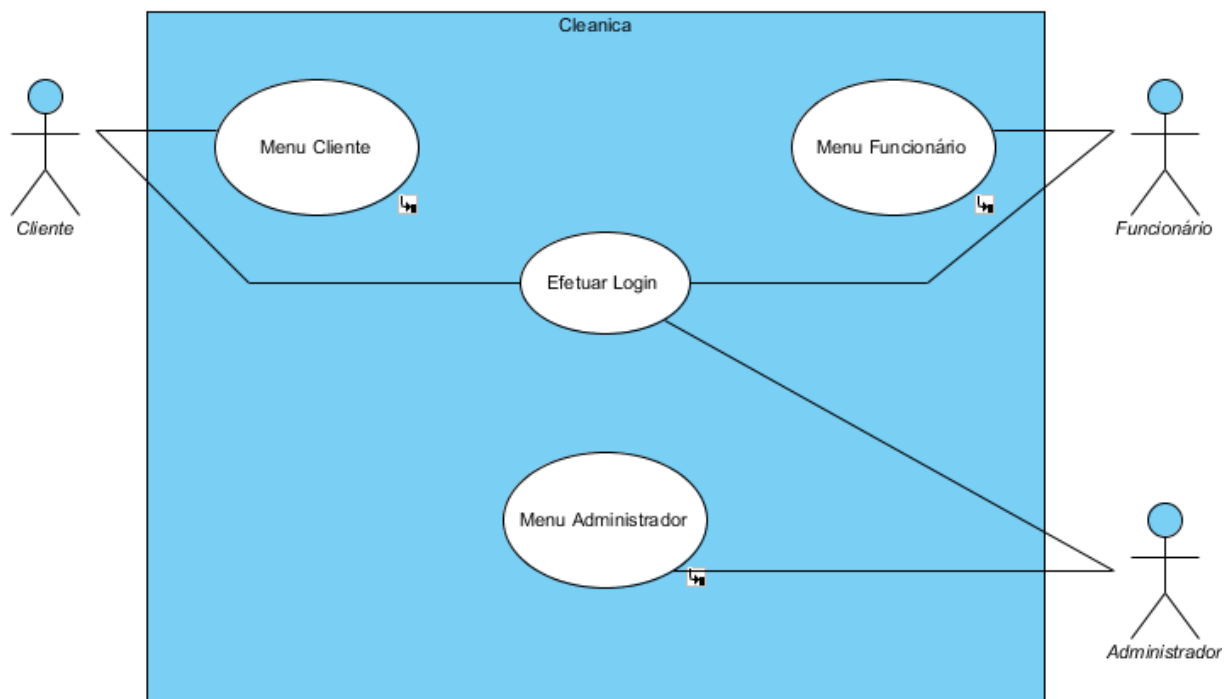 Cleanica
Menu Cliente
Menu Funcionário
Cliente
Funcionário
Efetuar Login
Menu Administrador
Administrador